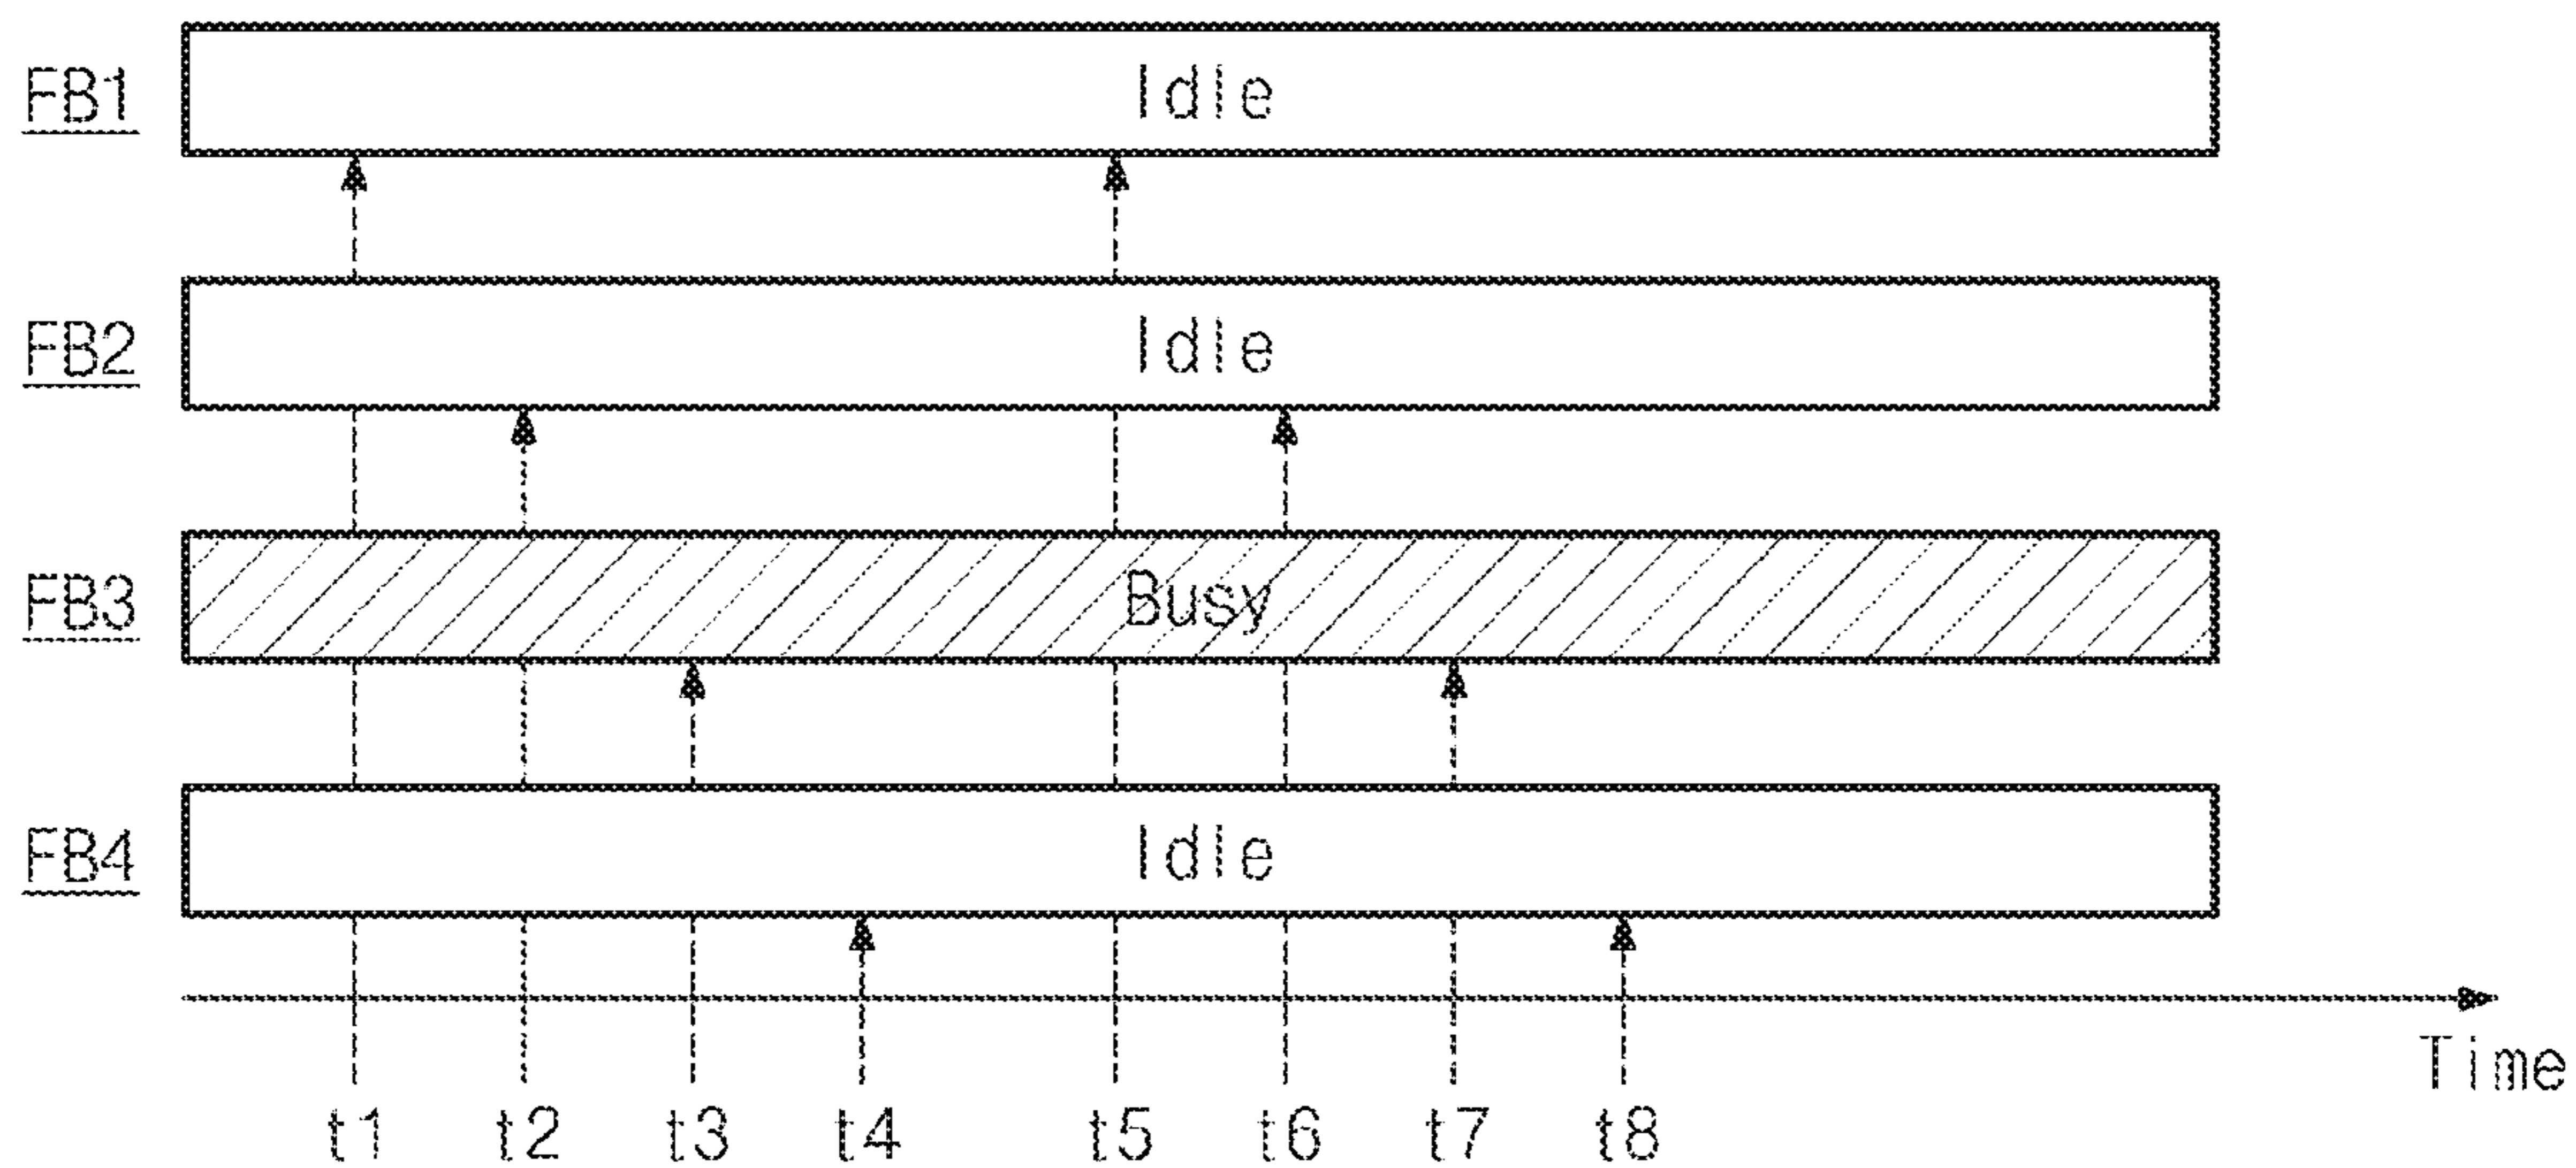 FB1 Idle
FB2 Idle
FB3 Busy
FB4 Idle
Time
t1 t2 t3 t4 t5 t6 t7 t8